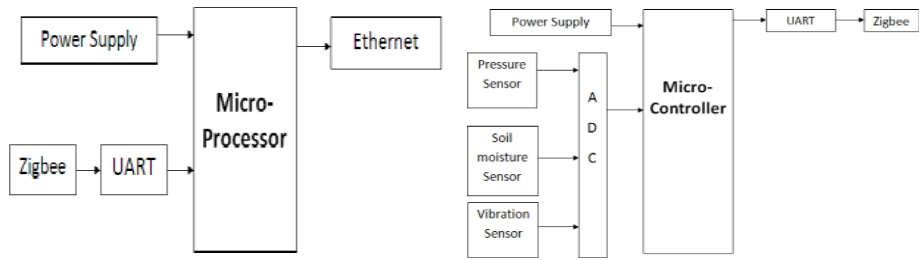 Power Supply
Ethernet
Micro-
Processor
Zigbee
UART
Power Supply
UART
Zigbee
Pressure
Sensor
A
D
C
Micro-
Controller
Soil
moisture
Sensor
Vibration
Sensor